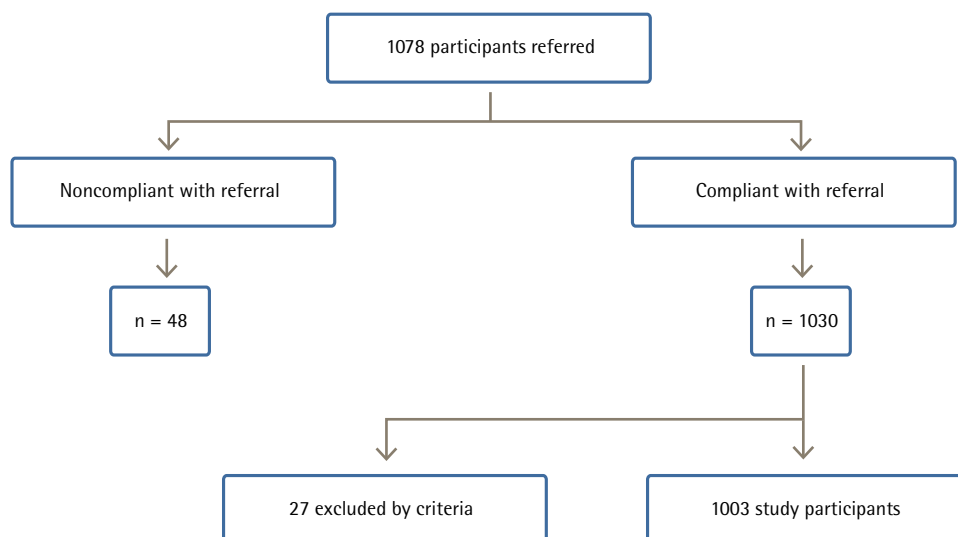 1078 participants referred
Noncompliant with referral
Compliant with referral
n = 48
n = 1030
27 excluded by criteria
1003 study participants